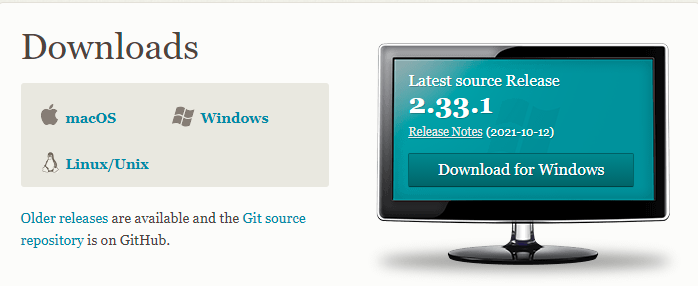 Downloads
macOS
Windows
Linux/Unix
Older releases are available and the Git source
repository is on GitHub.
Latest source Release
2.33.1
Release Notes (2021-10-12)
Download for Windows